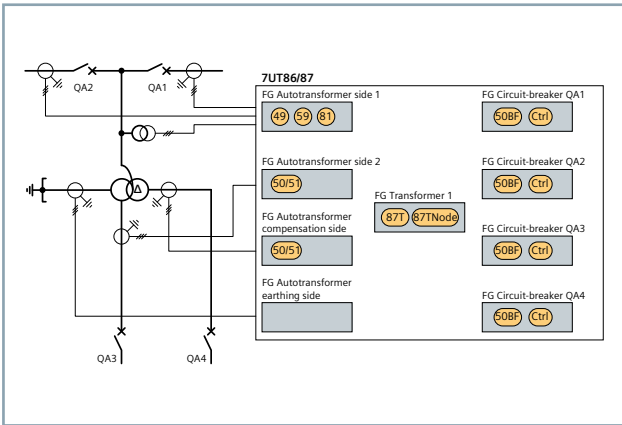 7UT86/87
QA2
QA1
FG Autotransformer side 1
49 59 81
FG Circuit-breaker QA1
50BF Ctrl
FG Autotransformer side 2
50/51
FG Circuit-breaker QA2
50BF Ctrl
Δ
FG Transformer 1
87T 87TNode
FG Autotransformer
compensation side
50/51
FG Circuit-breaker QA3
50BF Ctrl
FG Autotransformer
earthing side
FG Circuit-breaker QA4
50BF Ctrl
QA3
QA4